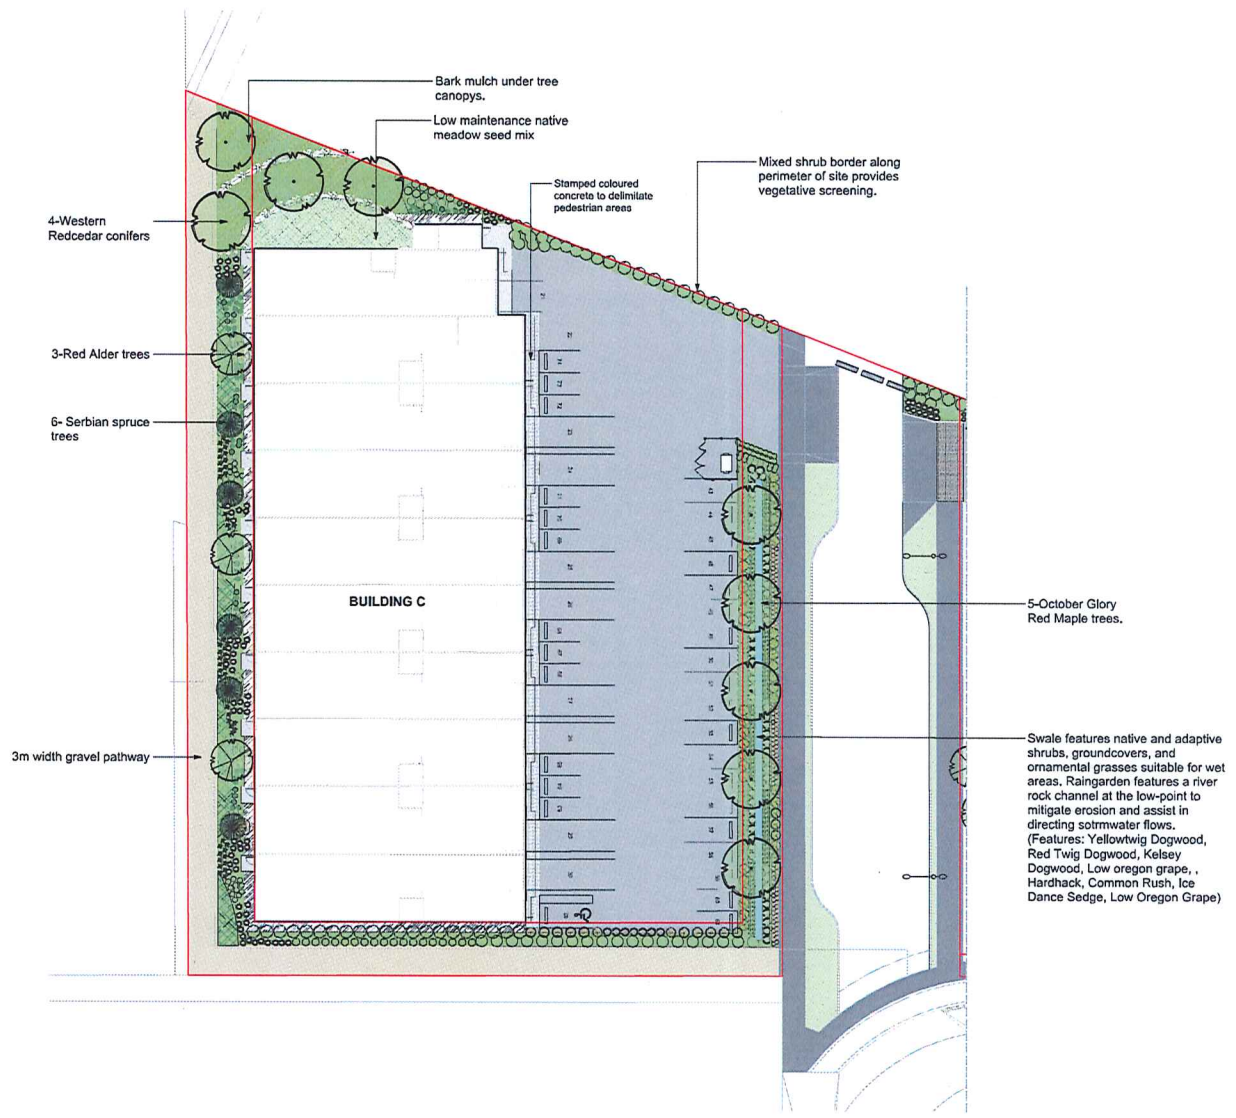 Bark mulch under tree
canopys.
Low maintenance native
meadow seed mix
Mixed shrub border along
perimeter of site provides
vegetative screening.
Stamped coloured
concrete to delimitate
pedestrian areas
4-Western
Redcedar conifers
3-Red Alder trees
6- Serbian spruce
trees
BUILDING C
5-October Glory
Red Maple trees.
3m width gravel pathway
Swale features native and adaptive
shrubs, groundcovers, and
ornamental grasses suitable for wet
areas. Raingarden features a river
rock channel at the low-point to
mitigate erosion and assist in
directing sotrmwater flows.
(Features: Yellowtwig Dogwood,
Red Twig Dogwood, Kelsey
Dogwood, Low oregon grape, ,
Hardhack, Common Rush, Ice
Dance Sedge, Low Oregon Grape)